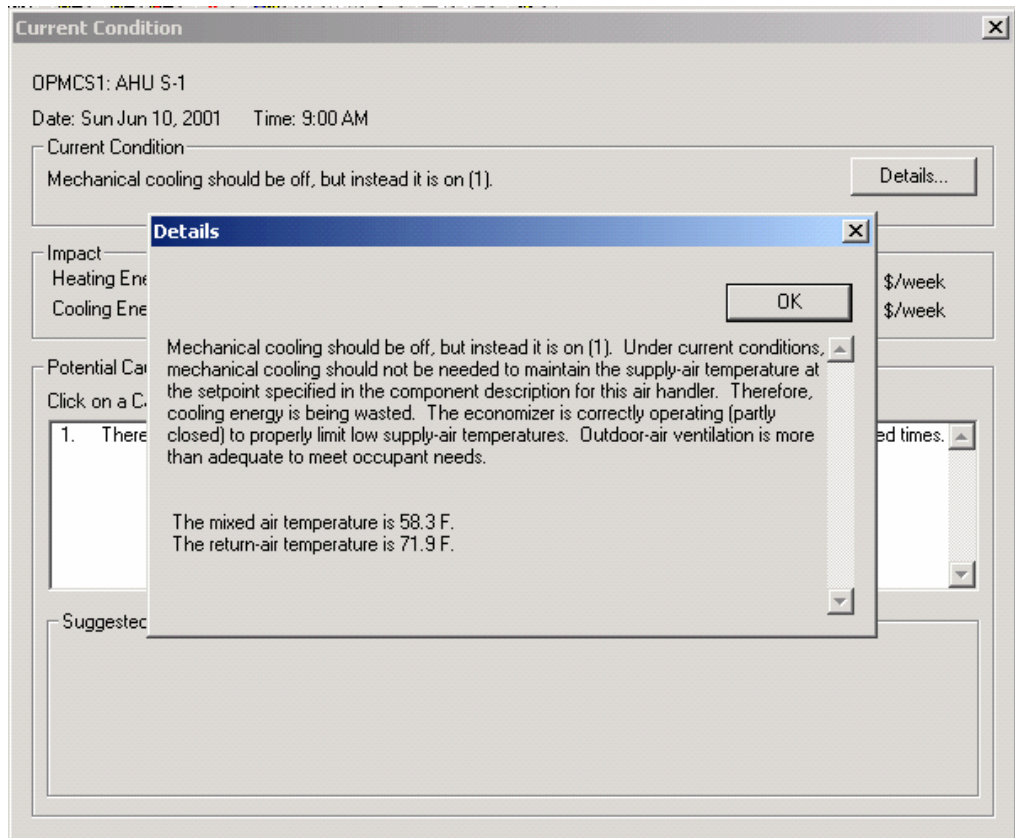 Current Condition
OPMCS1: AHU S-1
Date: Sun Jun 10, 2001 Time: 9:00 AM
Current Condition
Mechanical cooling should be off, but instead it is on (1).
Details...
Details
Impact
Heating Ene
$/week
OK
Cooling Ene
$/week
Mechanical cooling should be off, but instead it is on (1). Under current conditions,
mechanical cooling should not be needed to maintain the supply-air temperature at
the setpoint specified in the component description for this air handler. Therefore,
cooling energy is being wasted. The economizer is correctly operating (partly
closed) to properly limit low supply-air temperatures. Outdoor-air ventilation is more
than adequate to meet occupant needs.
The mixed air temperature is 58.3 F.
The return-air temperature is 71.9 F.
Potential Ca
Click on a C
1. There
ed times.
Suggested